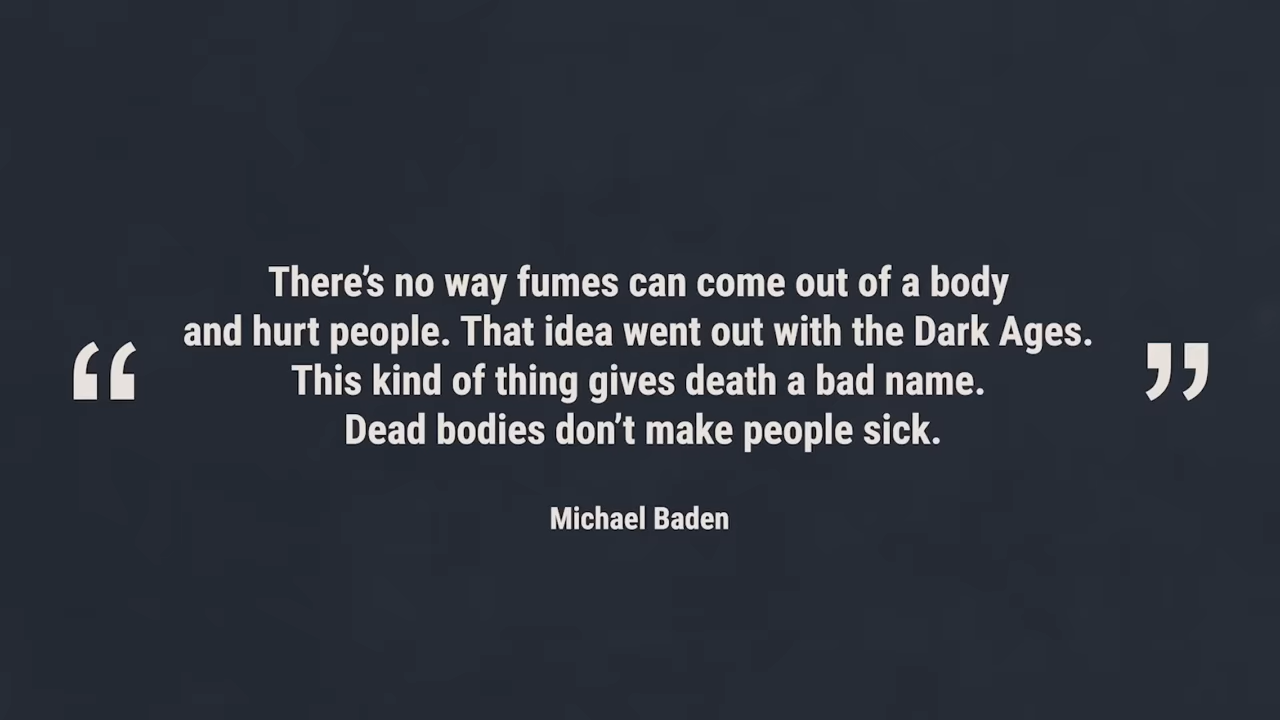 There’s no way fumes can come out of a body
and hurt people. That idea went out with the Dark Ages.
“ ”
This kind of thing gives death a bad name.
Dead bodies don’t make people sick.
Michael Baden